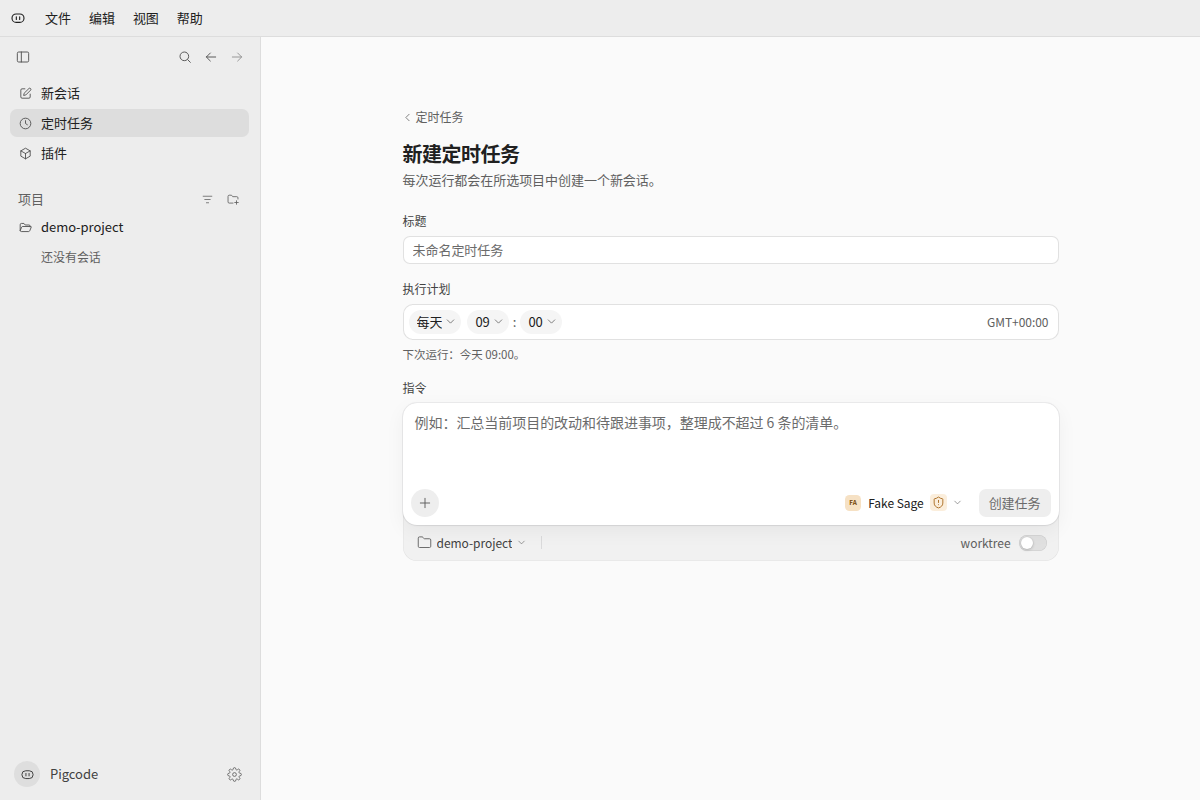 文件 编辑 视图 帮助
新会话
定时任务
插件
项目
demo-project
还没有会话
Pigcode
定时任务
新建定时任务
每次运行都会在所选项目中创建一个新会话。
标题
未命名定时任务
执行计划
每天 09 : 00 GMT+00:00
下次运行：今天 09:00。
指令
例如：汇总当前项目的改动和待跟进事项，整理成不超过 6 条的清单。
FA Fake Sage 创建任务
demo-project worktree